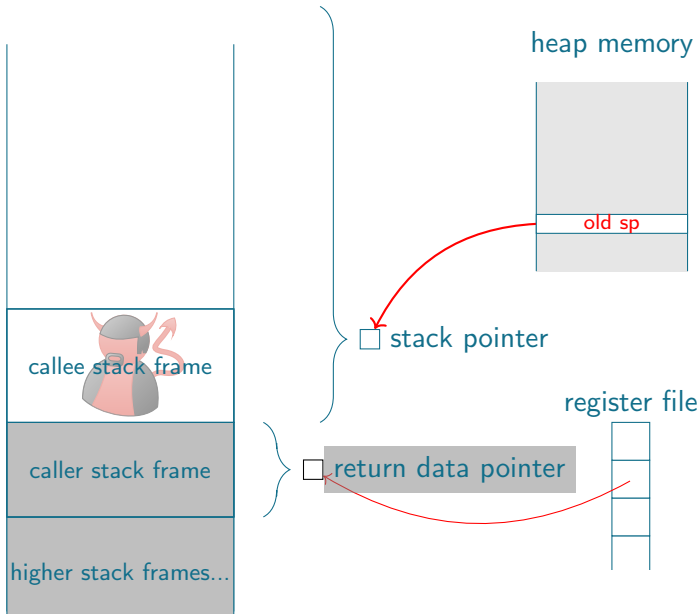 heap memory
old sp
stack pointer
callee stack frame
register file
caller stack frame
return data pointer
higher stack frames...